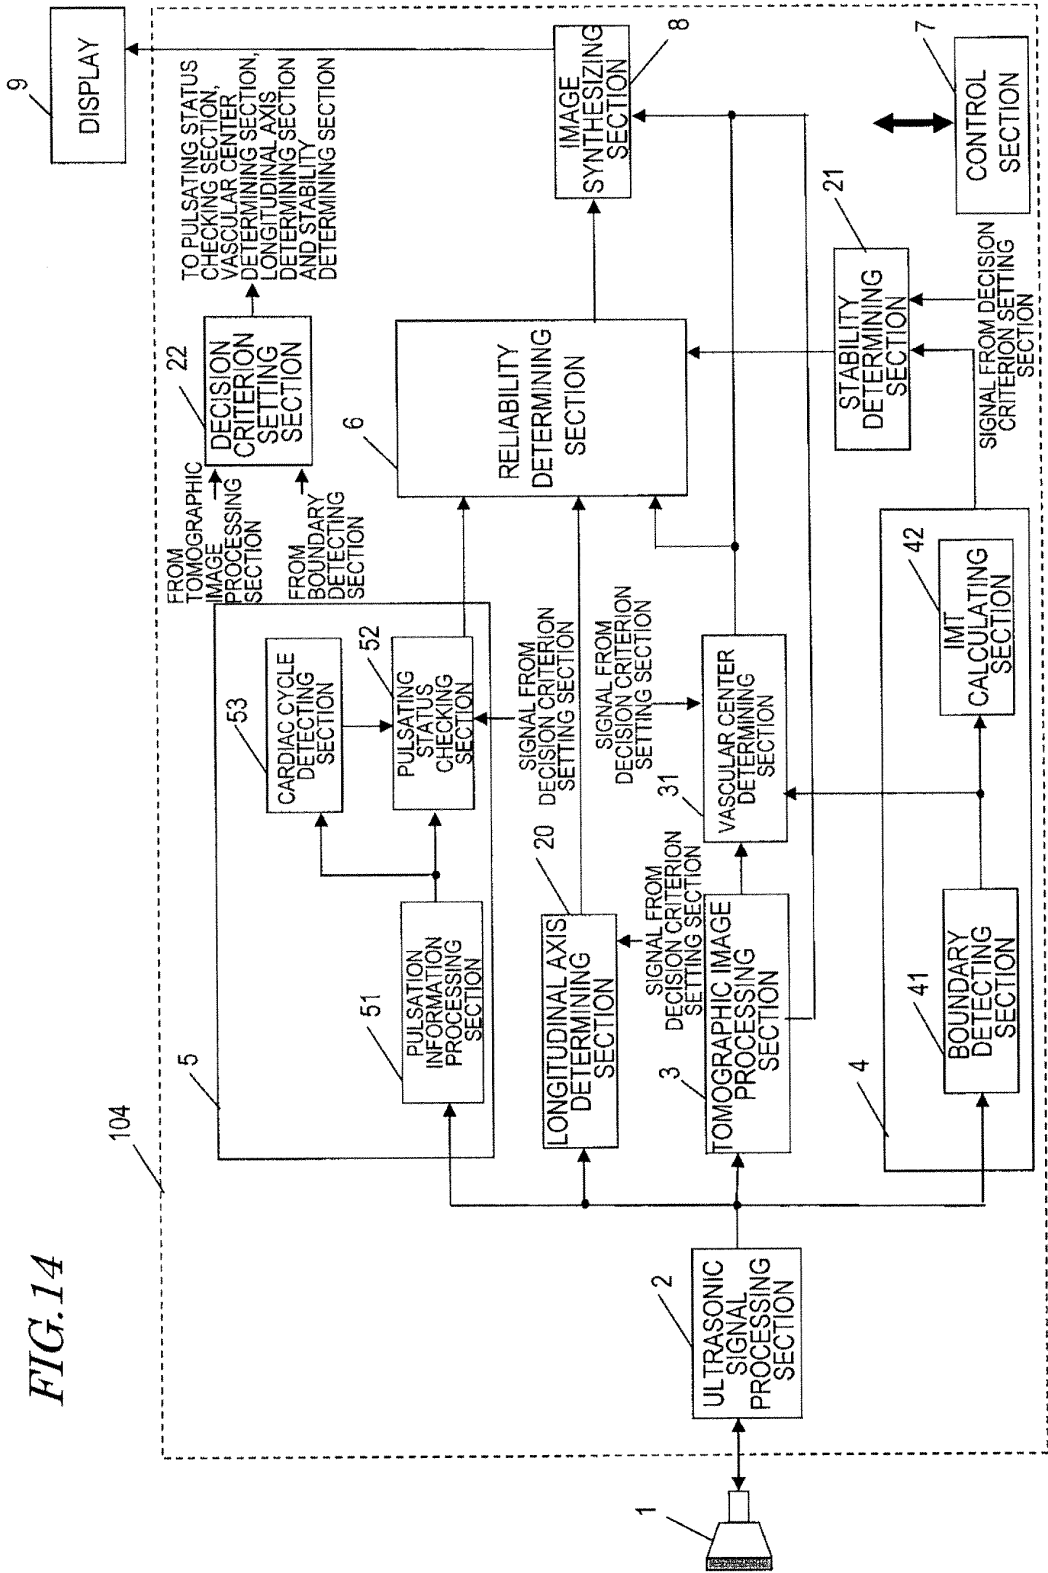 FIG.14
104
1
2
ULTRASONIC
SIGNAL
PROCESSING
SECTION
5
51
PULSATION
INFORMATION
PROCESSING
SECTION
53
CARDIAC CYCLE
DETECTING
SECTION
52
PULSATING
STATUS
CHECKING
SECTION
SIGNAL FROM
DECISION CRITERION
SETTING SECTION
20
LONGITUDINAL AXIS
DETERMINING
SECTION
SIGNAL FROM
DECISION CRITERION
SETTING SECTION
3
TOMOGRAPHIC IMAGE
PROCESSING
SECTION
SIGNAL FROM
DECISION CRITERION
SETTING SECTION
31
VASCULAR CENTER
DETERMINING
SECTION
4
41
BOUNDARY
DETECTING
SECTION
42
IMT
CALCULATING
SECTION
FROM
TOMOGRAPHIC
IMAGE
PROCESSING
SECTION
FROM
BOUNDARY
DETECTING
SECTION
22
DECISION
CRITERION
SETTING
SECTION
TO PULSATING STATUS
CHECKING SECTION,
VASCULAR CENTER
DETERMINING SECTION,
LONGITUDINAL AXIS
DETERMINING SECTION
AND STABILITY
DETERMINING SECTION
6
RELIABILITY
DETERMINING
SECTION
21
STABILITY
DETERMINING
SECTION
SIGNAL FROM DECISION
CRITERION SETTING
SECTION
8
IMAGE
SYNTHESIZING
SECTION
7
CONTROL
SECTION
9
DISPLAY